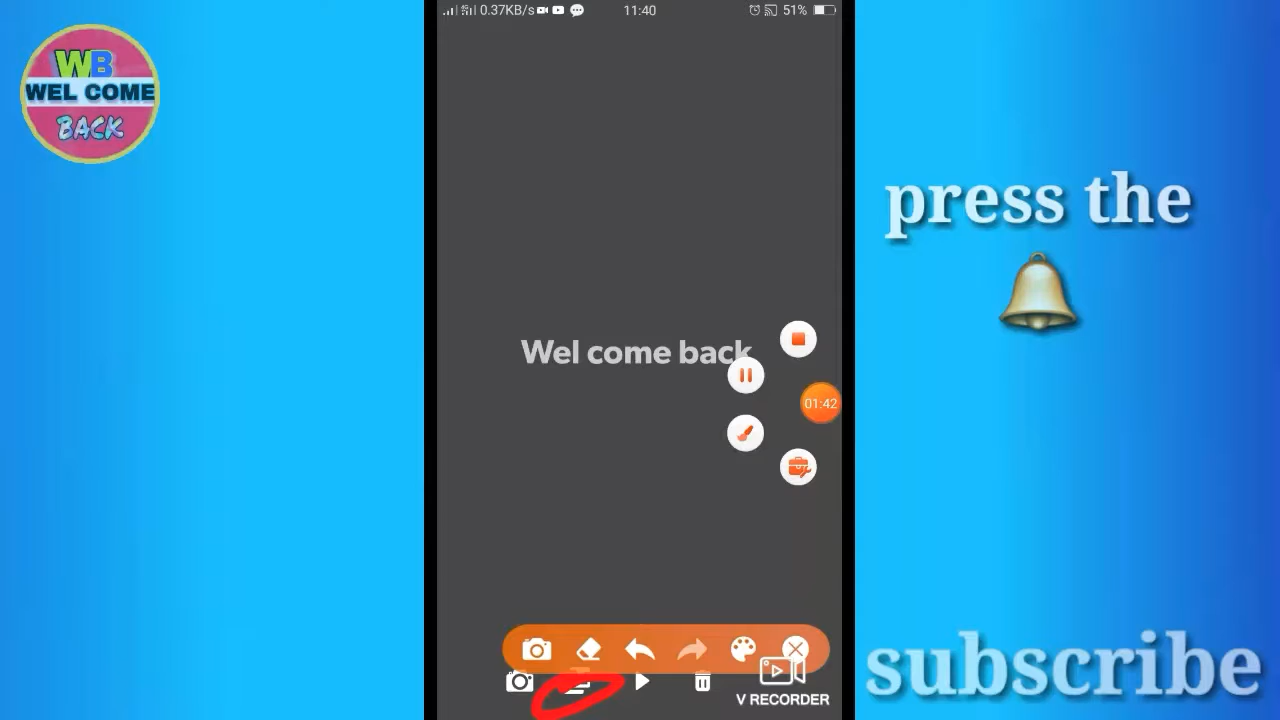 WB
WEL COME
BACK
0.37KB/s
11:40
51%
press the
Wel come back
01:42
V RECORDER
subscribe